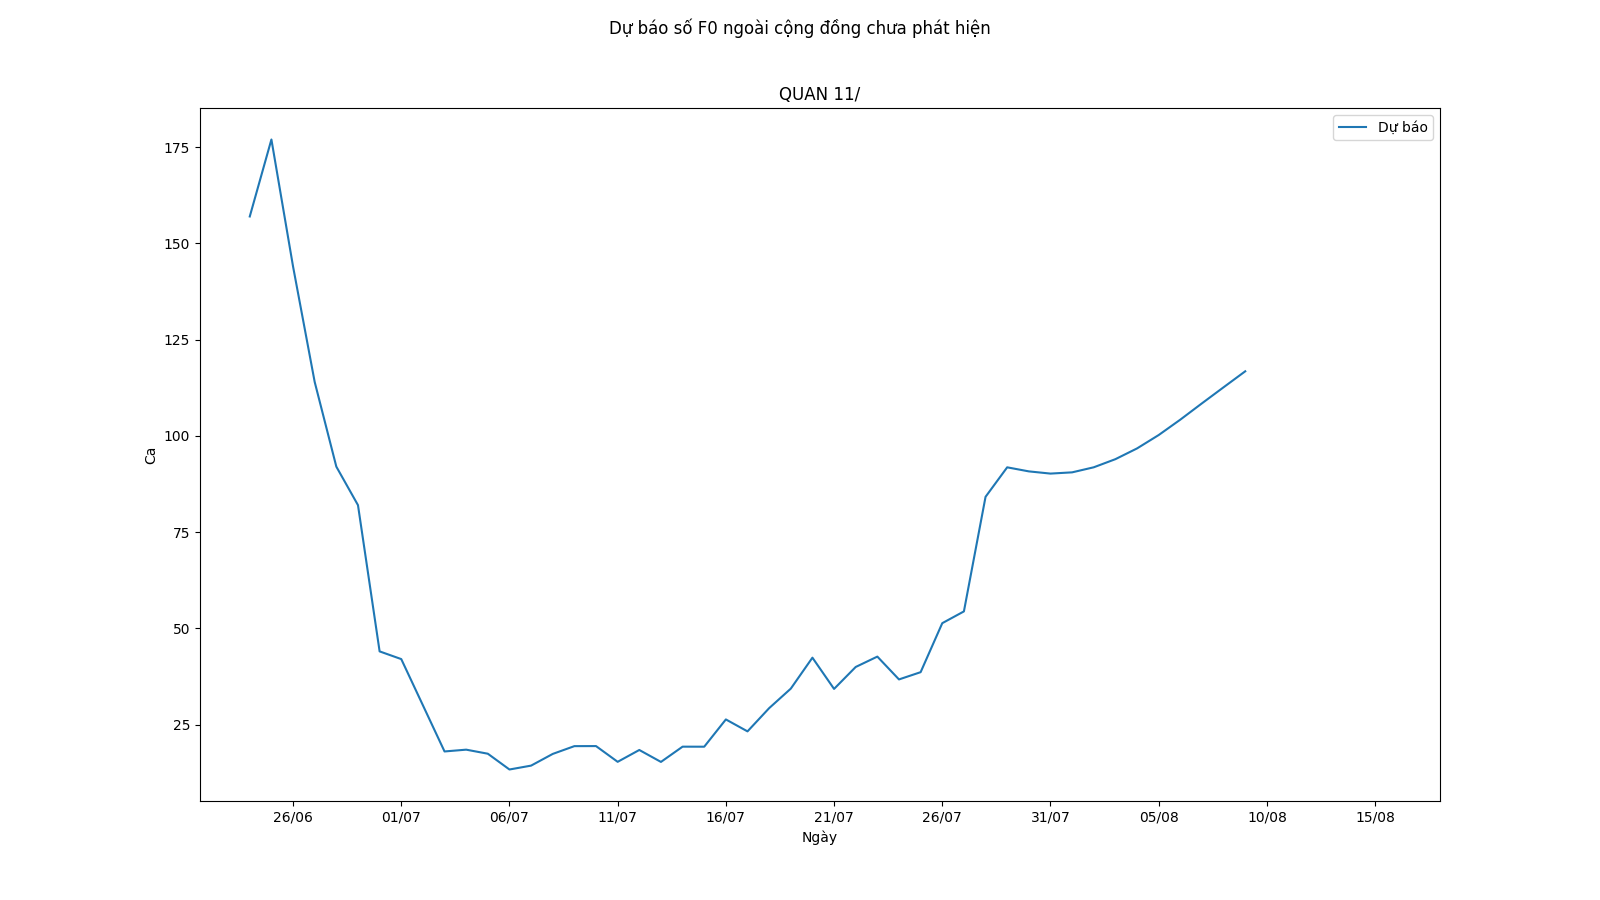 Dự báo số F0 ngoài cộng đồng chưa phát hiện
QUAN 11/
Dự báo
175
150
125
100
75
50
25
Ca
26/06 01/07 06/07 11/07 16/07 21/07 26/07 31/07 05/08 10/08 15/08
Ngày